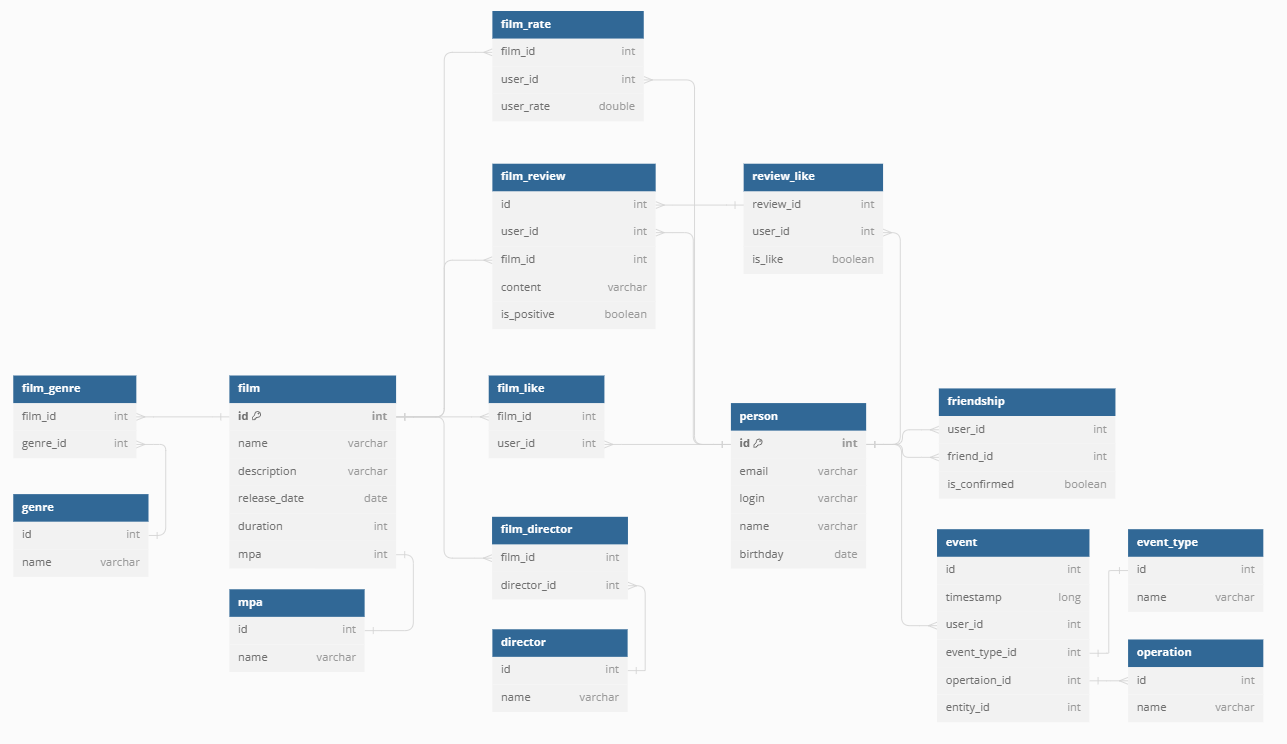 film_rate
film_id int
user_id int
user_rate double
film_review
id int
user_id int
film_id int
content varchar
is_positive boolean
review_like
review_id int
user_id int
is_like boolean
film_genre
film_id int
genre_id int
genre
id int
name varchar
film
id int
name varchar
description varchar
release_date date
duration int
mpa int
mpa
id int
name varchar
film_like
film_id int
user_id int
film_director
film_id int
director_id int
director
id int
name varchar
person
id int
email varchar
login varchar
name varchar
birthday date
friendship
user_id int
friend_id int
is_confirmed boolean
event
id int
timestamp long
user_id int
event_type_id int
opertaion_id int
entity_id int
event_type
id int
name varchar
operation
id int
name varchar